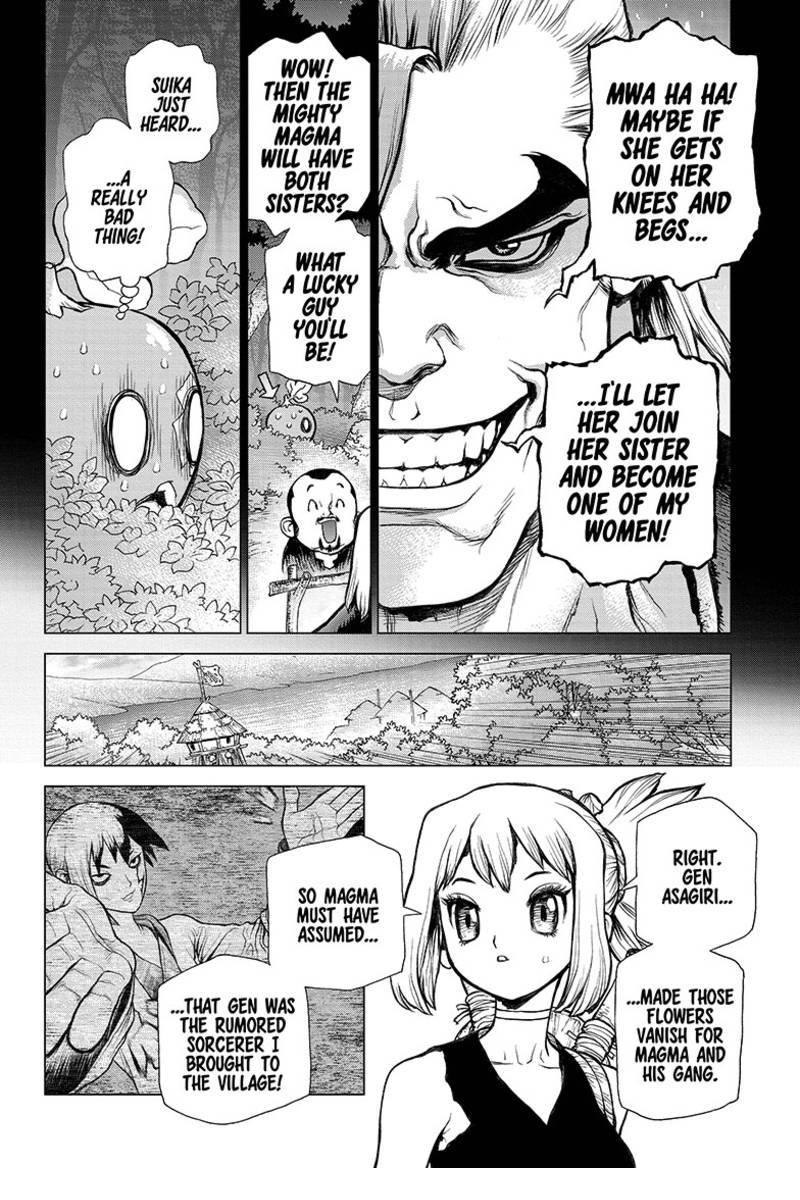 MWA HA HA!
MAYBE IF
SHE GETS
ON HER
KNEES AND
BEGS...
...I'LL LET
HER JOIN
HER SISTER
AND BECOME
ONE OF MY
WOMEN!
WOW!
THEN THE
MIGHTY
MAGMA
WILL HAVE
BOTH
SISTERS?
WHAT
A LUCKY
GUY
YOU'LL
BE!
SUIKA
JUST
HEARD...
...A
REALLY
BAD
THING!
RIGHT.
GEN
ASAGIRI...
...MADE THOSE
FLOWERS
VANISH FOR
MAGMA AND
HIS GANG.
SO MAGMA
MUST HAVE
ASSUMED...
...THAT GEN WAS
THE RUMORED
SORCERER I
BROUGHT TO
THE VILLAGE!